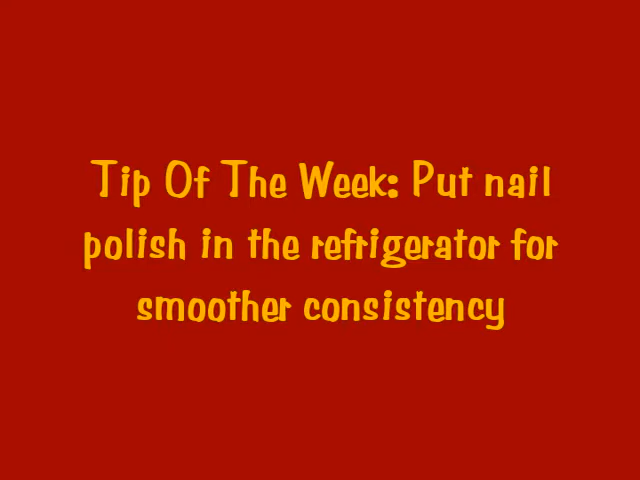 Tip Of The Week: Put nail
polish in the refrigerator for
smoother consistency